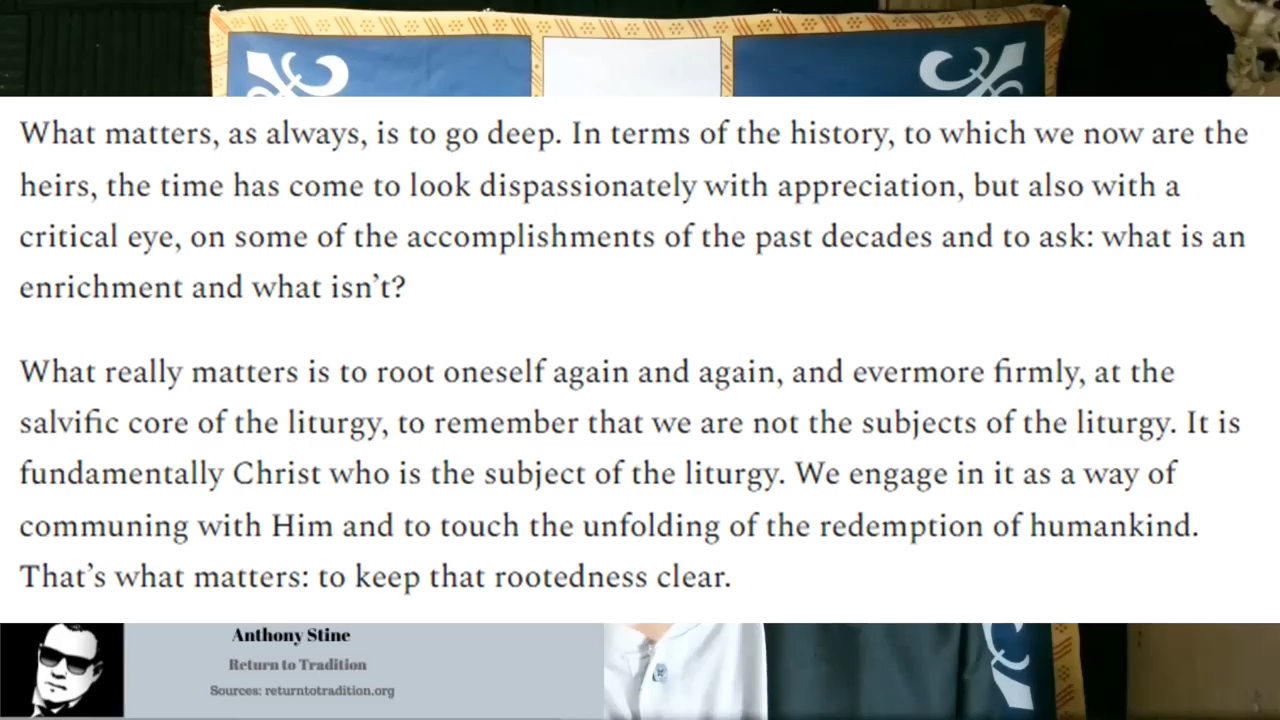 What matters, as always, is to go deep. In terms of the history, to which we now are the
heirs, the time has come to look dispassionately with appreciation, but also with a
critical eye, on some of the accomplishments of the past decades and to ask: what is an
enrichment and what isn’t?
What really matters is to root oneself again and again, and evermore firmly, at the
salvific core of the liturgy, to remember that we are not the subjects of the liturgy. It is
fundamentally Christ who is the subject of the liturgy. We engage in it as a way of
communing with Him and to touch the unfolding of the redemption of humankind.
That’s what matters: to keep that rootedness clear.
Anthony Stine
Return to Tradition
Sources: returntotradition.org